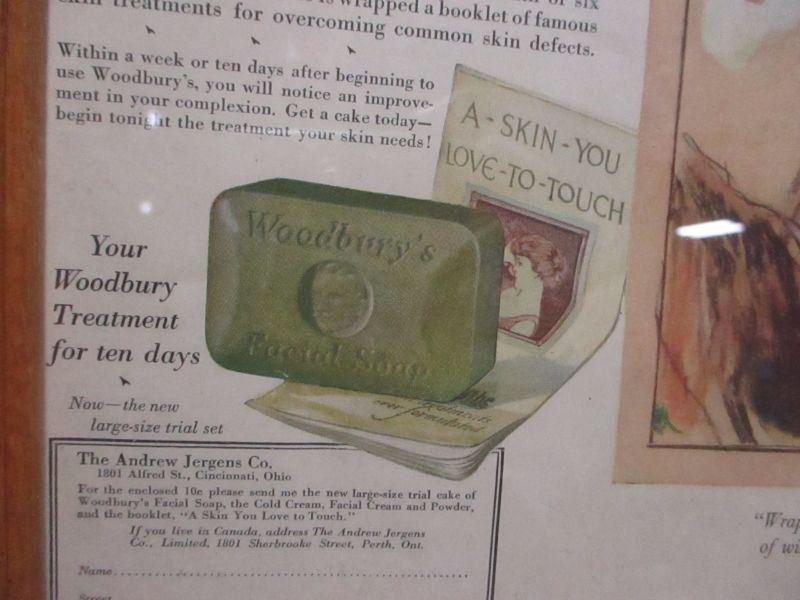 skin treatments for overcoming common skin defects.
wrapped a booklet of famous
Within a week or ten days after beginning to
use Woodbury's, you will notice an improve-
ment in your complexion. Get a cake today—
begin tonight the treatment your skin needs!
A-SKIN-YOU
LOVE-TO-TOUCH
Woodbury's
Facial Soap
Your
Woodbury
Treatment
for ten days
Now—the new
large-size trial set
The Andrew Jergens Co.
1801 Alfred St., Cincinnati, Ohio
For the enclosed 10c please send me the new large-size trial cake of
Woodbury's Facial Soap, the Cold Cream, Facial Cream and Powder,
and the booklet, "A Skin You Love to Touch."
If you live in Canada, address The Andrew Jergens
Co., Limited, 1801 Sherbrooke Street, Perth, Ont.
Name
Street
"Wrap
of wi